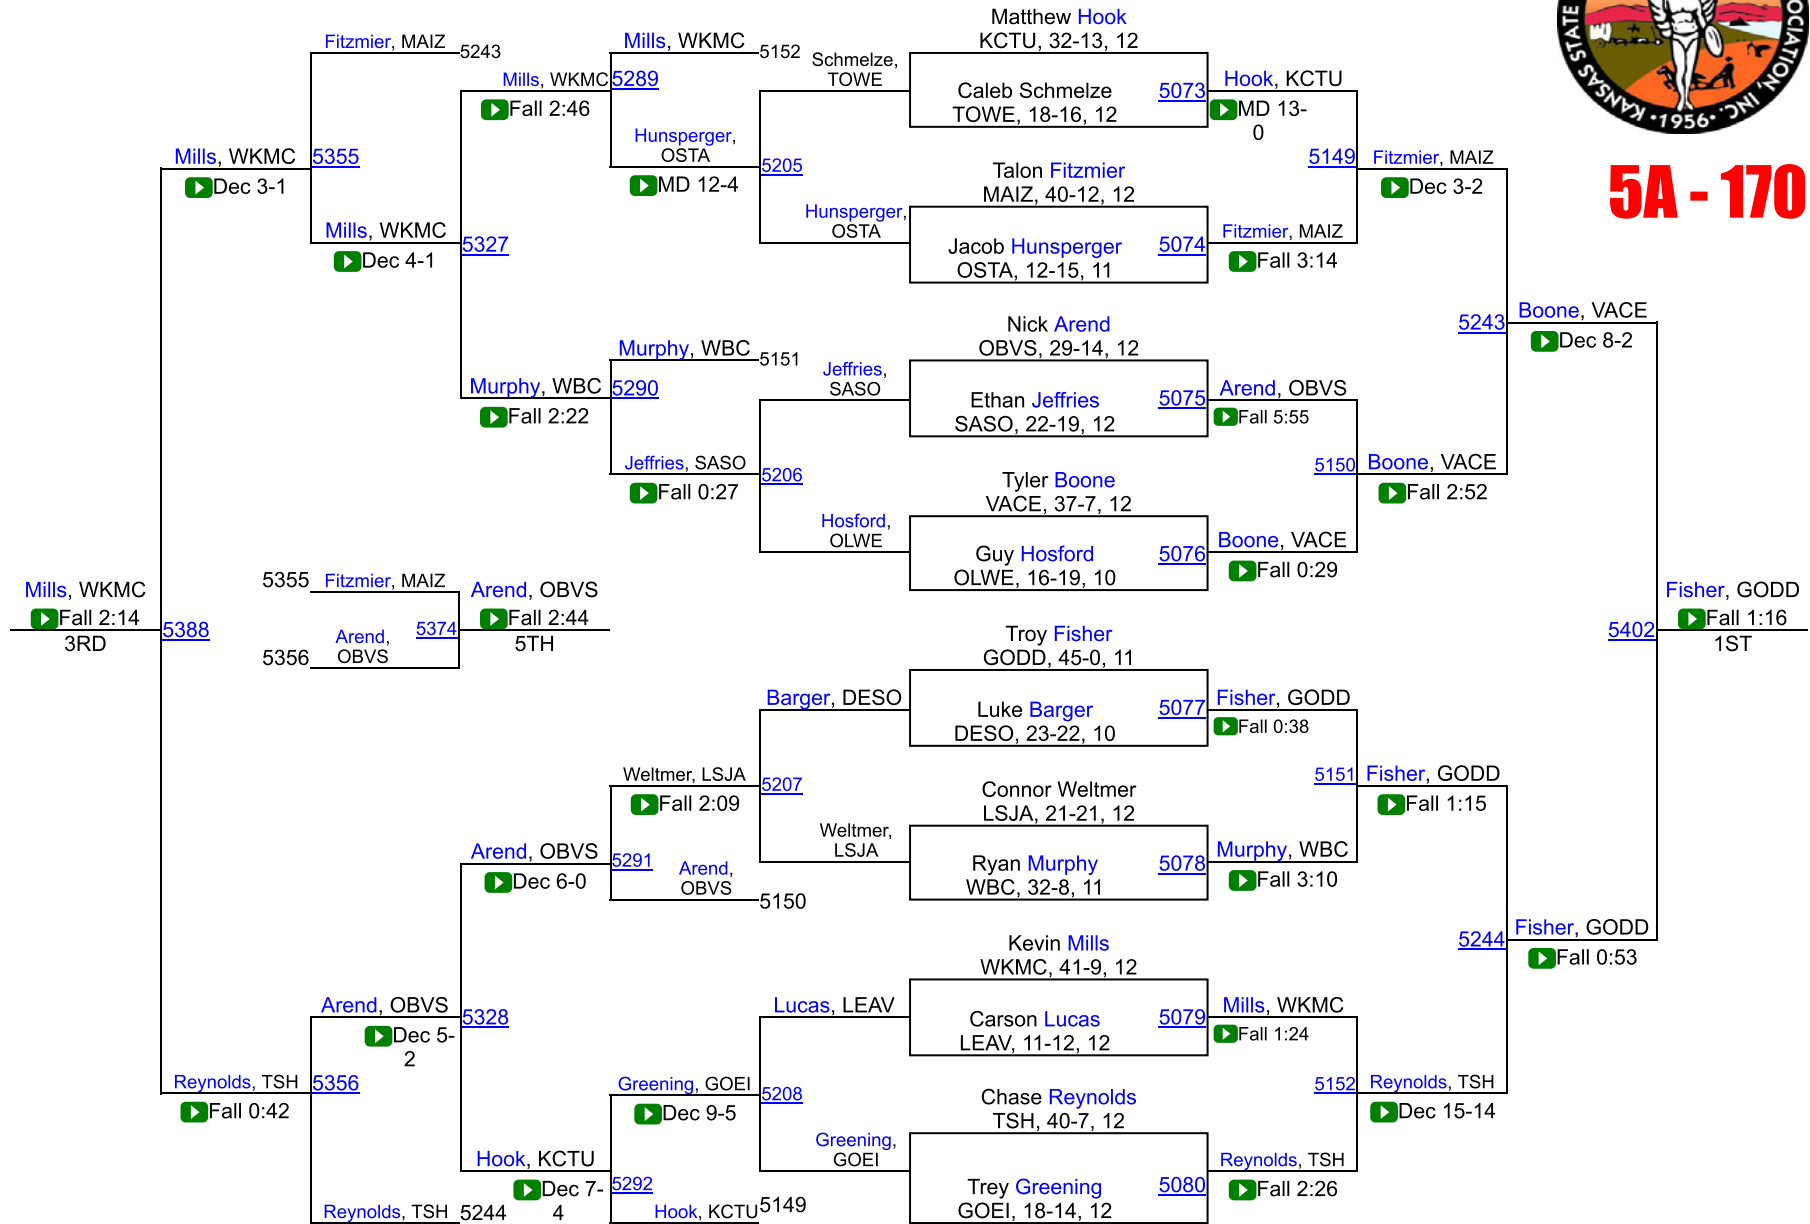 Matthew Hook
KCTU, 32-13, 12
Fitzmier, MAIZ
5243
Mills, WKMC
5152
Schmelze,
TOWE
Mills, WKMC
5289
Fall 2:46
Caleb Schmelze
TOWE, 18-16, 12
5073
Hook, KCTU
MD 13-
0
KANSAS STATE
OCIATION, INC.
•1956•
Hunsperger,
OSTA
MD 12-4
5205
Mills, WKMC
5355
Dec 3-1
Talon Fitzmier
MAIZ, 40-12, 12
5149
Fitzmier, MAIZ
Dec 3-2
5A - 170
Hunsperger,
OSTA
Mills, WKMC
5327
Dec 4-1
Jacob Hunsperger
OSTA, 12-15, 11
5074
Fitzmier, MAIZ
Fall 3:14
Nick Arend
OBVS, 29-14, 12
5243
Boone, VACE
Dec 8-2
Murphy, WBC
5151
Jeffries,
SASO
Murphy, WBC
5290
Fall 2:22
Ethan Jeffries
SASO, 22-19, 12
5075
Arend, OBVS
Fall 5:55
Jeffries, SASO
5206
Fall 0:27
Tyler Boone
VACE, 37-7, 12
5150
Boone, VACE
Fall 2:52
Hosford,
OLWE
Guy Hosford
OLWE, 16-19, 10
5076
Boone, VACE
Fall 0:29
Mills, WKMC
Fall 2:14
3RD
5388
5355
Fitzmier, MAIZ
5356
Arend,
OBVS
5374
Arend, OBVS
Fall 2:44
5TH
5402
Fisher, GODD
Fall 1:16
1ST
Troy Fisher
GODD, 45-0, 11
Barger, DESO
Luke Barger
DESO, 23-22, 10
5077
Fisher, GODD
Fall 0:38
Weltmer, LSJA
5207
Fall 2:09
Connor Weltmer
LSJA, 21-21, 12
5151
Fisher, GODD
Fall 1:15
Weltmer,
LSJA
Arend, OBVS
5291
Dec 6-0
Arend,
OBVS
5150
Ryan Murphy
WBC, 32-8, 11
5078
Murphy, WBC
Fall 3:10
Kevin Mills
WKMC, 41-9, 12
5244
Fisher, GODD
Fall 0:53
Arend, OBVS
5328
Dec 5-
2
Lucas, LEAV
Carson Lucas
LEAV, 11-12, 12
5079
Mills, WKMC
Fall 1:24
Reynolds, TSH
5356
Fall 0:42
Greening, GOEI
5208
Dec 9-5
Chase Reynolds
TSH, 40-7, 12
5152
Reynolds, TSH
Dec 15-14
Greening,
GOEI
Hook, KCTU
5292
Dec 7-
4
Trey Greening
GOEI, 18-14, 12
5080
Reynolds, TSH
Fall 2:26
Reynolds, TSH
5244
Hook, KCTU
5149